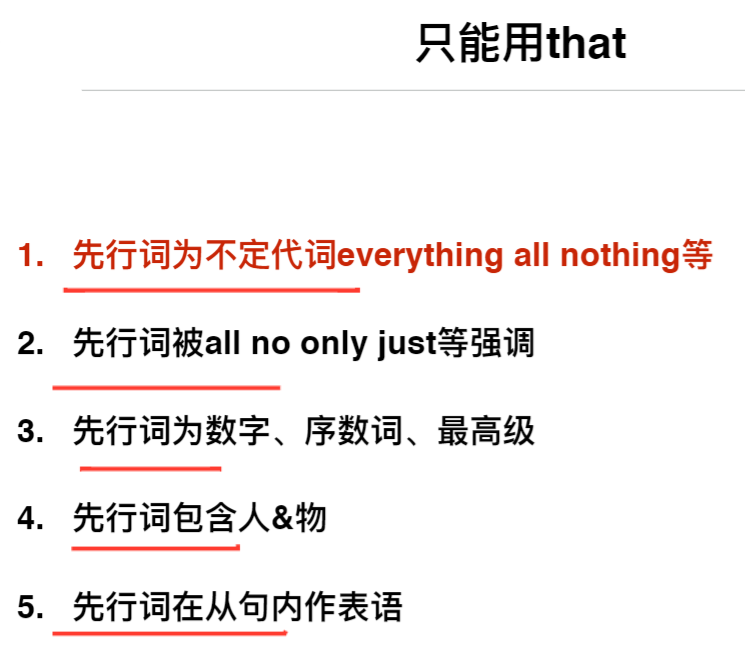 只能用that
1. 先行词为不定代词everything all nothing等
2. 先行词被all no only just等强调
3. 先行词为数字、序数词、最高级
4. 先行词包含人&物
5. 先行词在从句内作表语